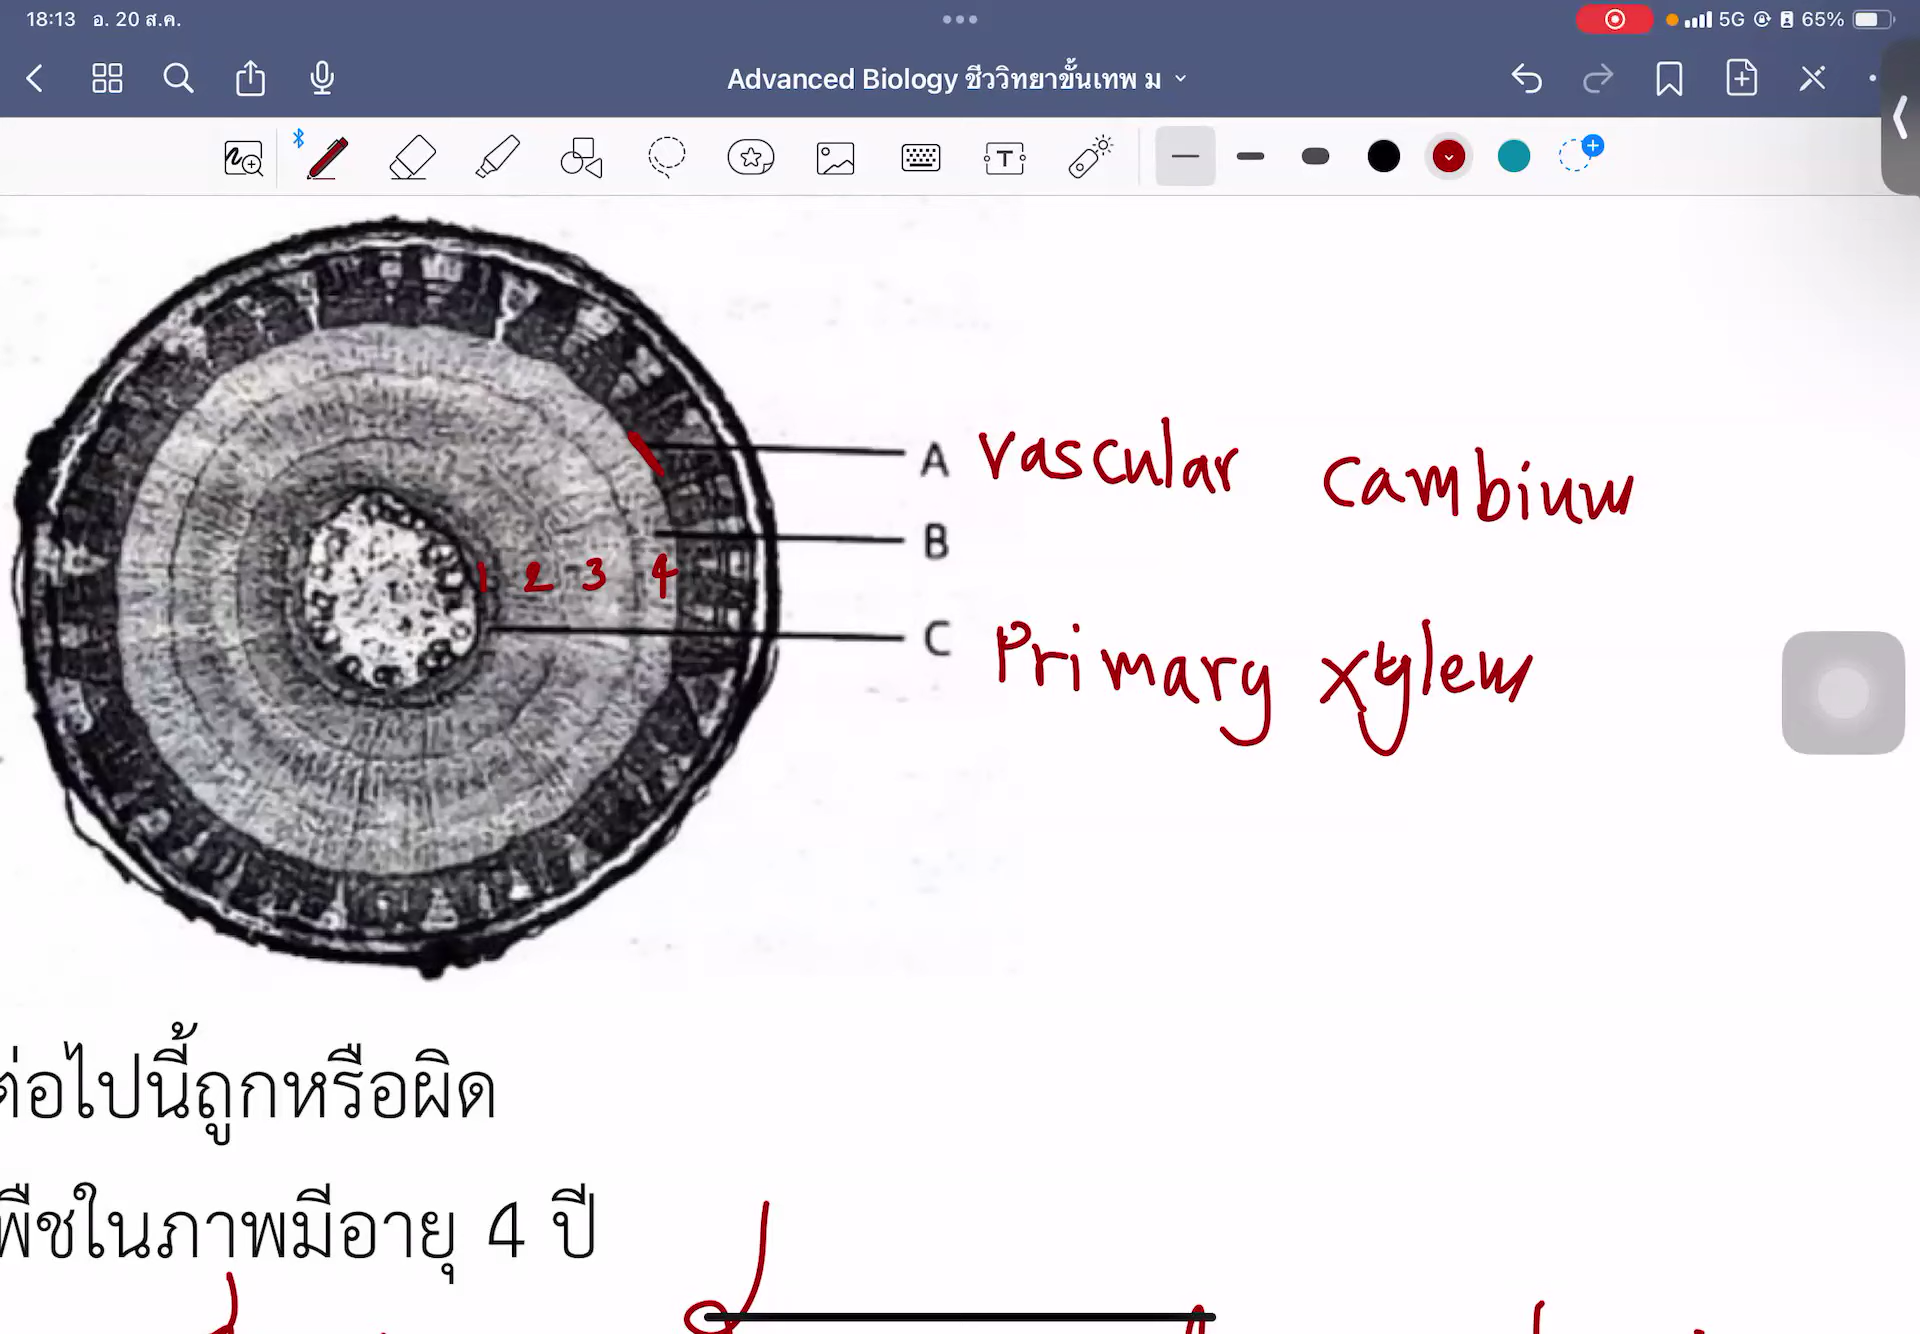 18:13 อ. 20 ส.ค.
5G 65%
Advanced Biology ชีววิทยาขั้นเทพ ม
T
A vascular cambium
B
1 2 3 4
C Primary xylem
ต่อไปนี้ถูกหรือผิด
พืชในภาพมีอายุ 4 ปี